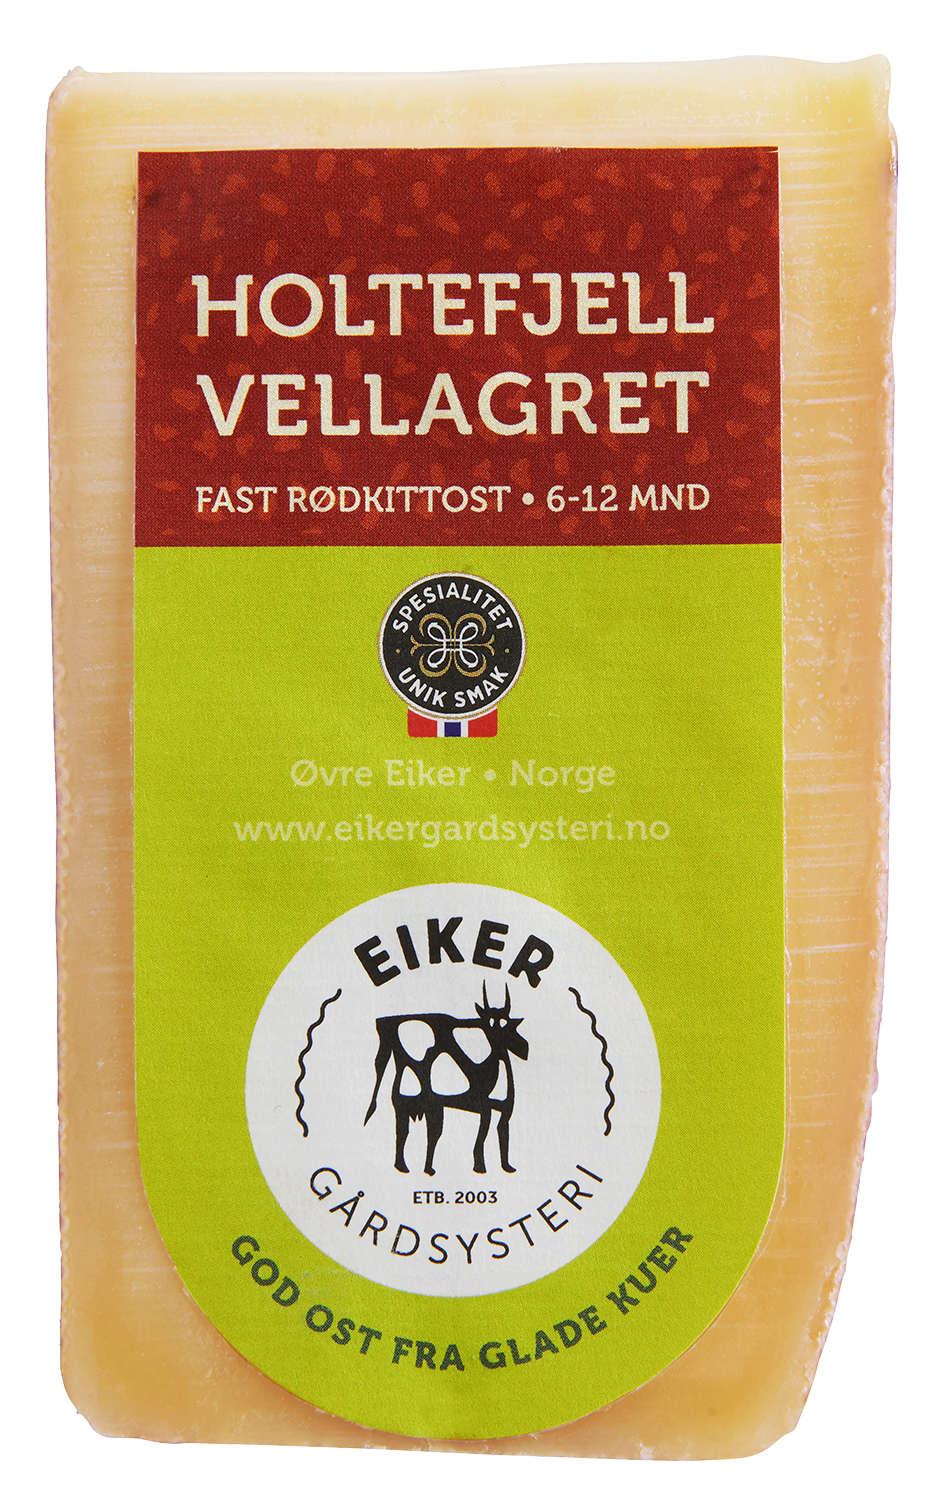 HOLTEFJELL
VELLAGRET
FAST RØDKITTOST • 6-12 MND
SPESIALITET
UNIK SMAK
Øvre Eiker • Norge
www.eikergardsysteri.no
EIKER
ETB. 2003
GÅRDSYSTERI
GOD OST FRA GLADE KUER